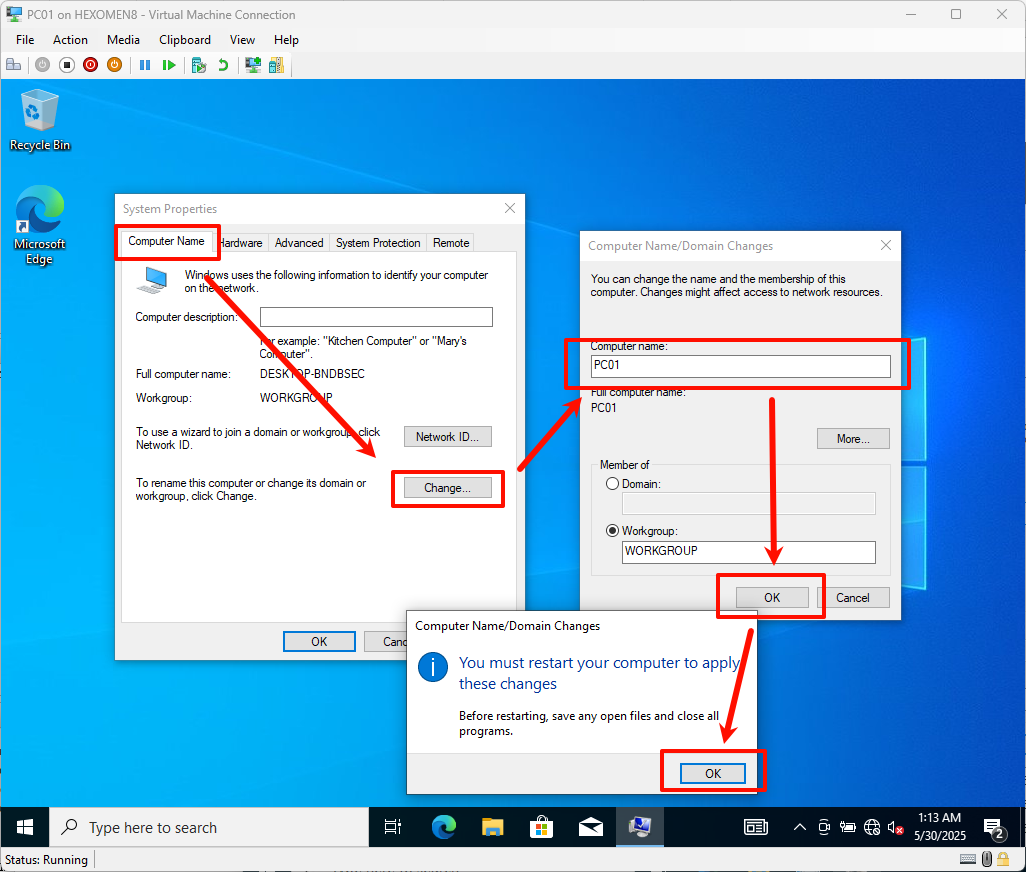 PC01 on HEXOMEN8 - Virtual Machine Connection
File Action Media Clipboard View Help
Recycle Bin
Microsoft
Edge
System Properties
Computer Name
Hardware
Advanced
System Protection
Remote
Windows uses the following information to identify your computer
on the network.
Computer description:
For example: "Kitchen Computer" or "Mary's
Computer".
Full computer name:
DESKTOP-BNDBSEC
Workgroup:
WORKGROUP
To use a wizard to join a domain or workgroup, click
Network ID.
Network ID...
To rename this computer or change its domain or
workgroup, click Change.
Change...
OK
Canc
Computer Name/Domain Changes
You can change the name and the membership of this
computer. Changes might affect access to network resources.
Computer name:
PC01
Full computer name:
PC01
More...
Member of
Domain:
Workgroup:
WORKGROUP
OK
Cancel
Computer Name/Domain Changes
You must restart your computer to apply
these changes
Before restarting, save any open files and close all
programs.
OK
Type here to search
1:13 AM
5/30/2025
2
Status: Running